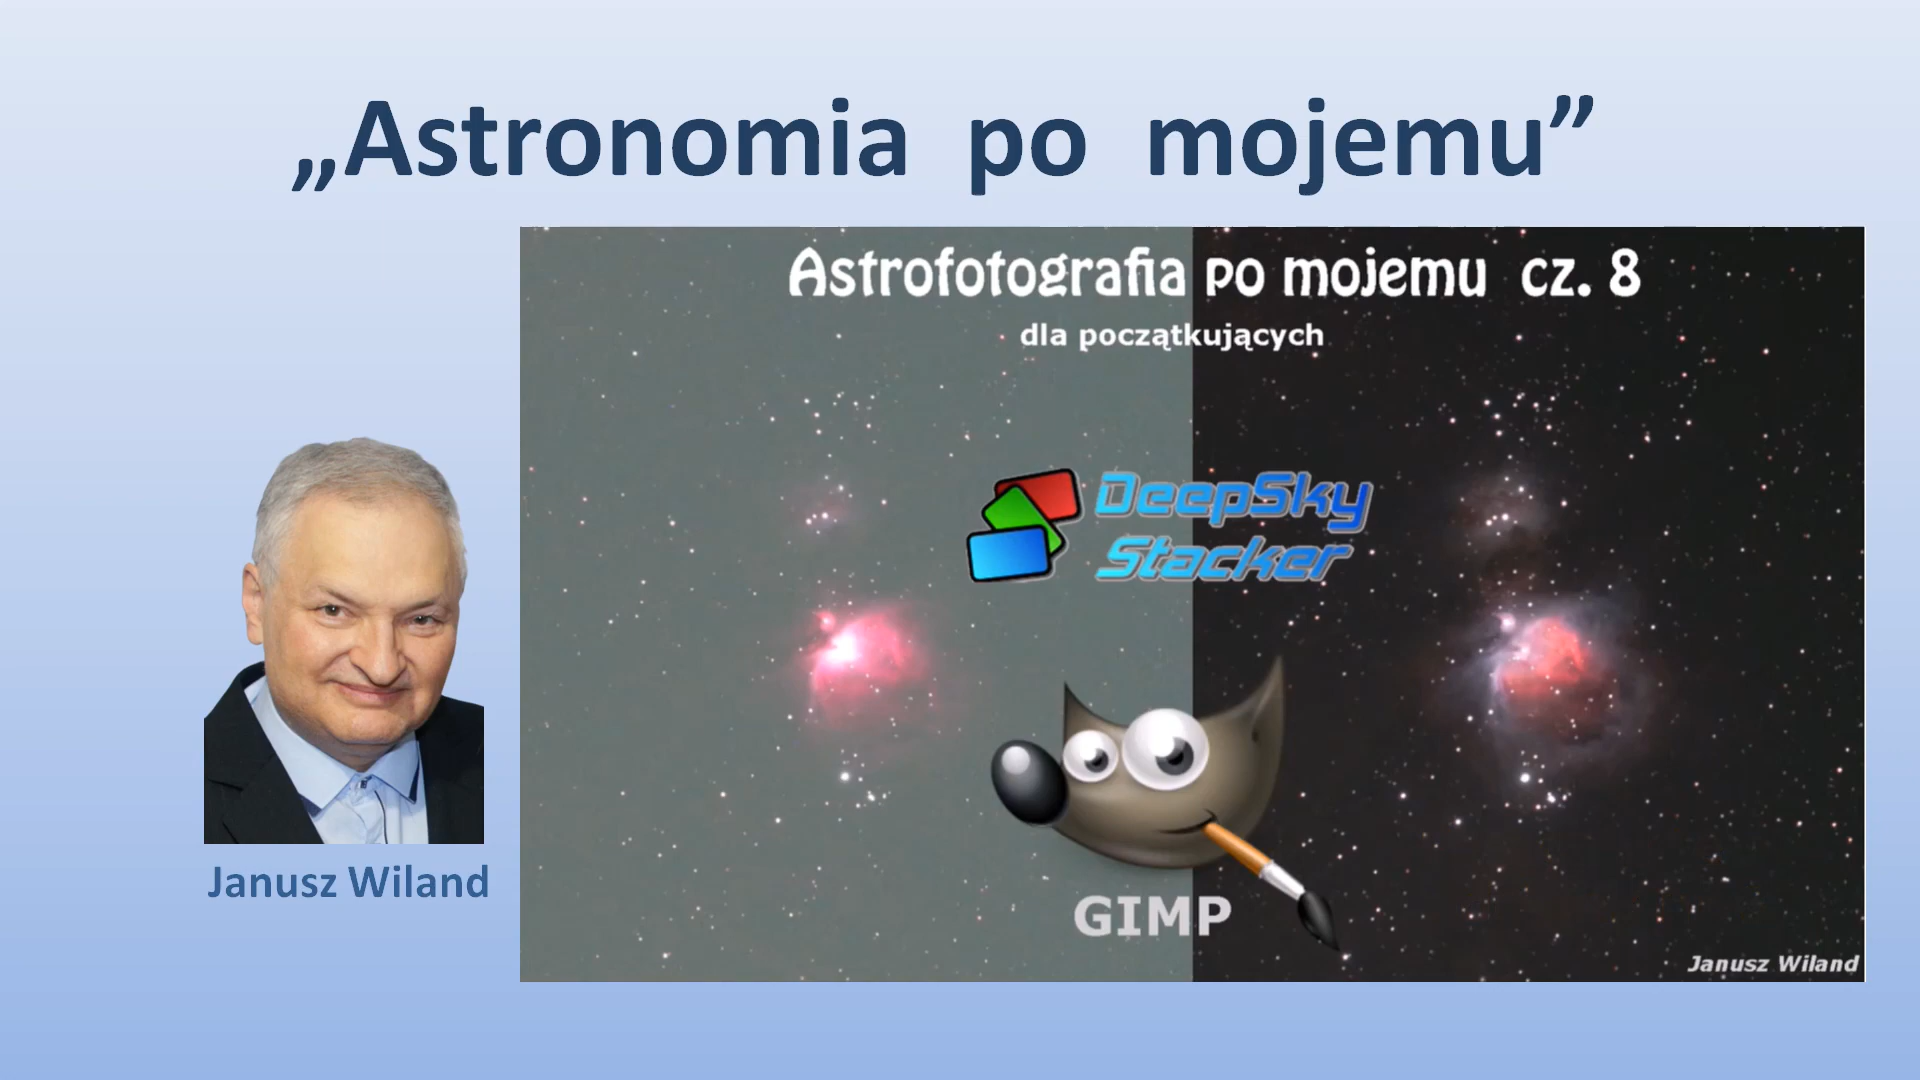 „Astronomia po mojemu”
Astrofotografia po mojemu cz. 8
dla początkujących
DeepSky
Stacker
GIMP
Janusz Wiland
Janusz Wiland